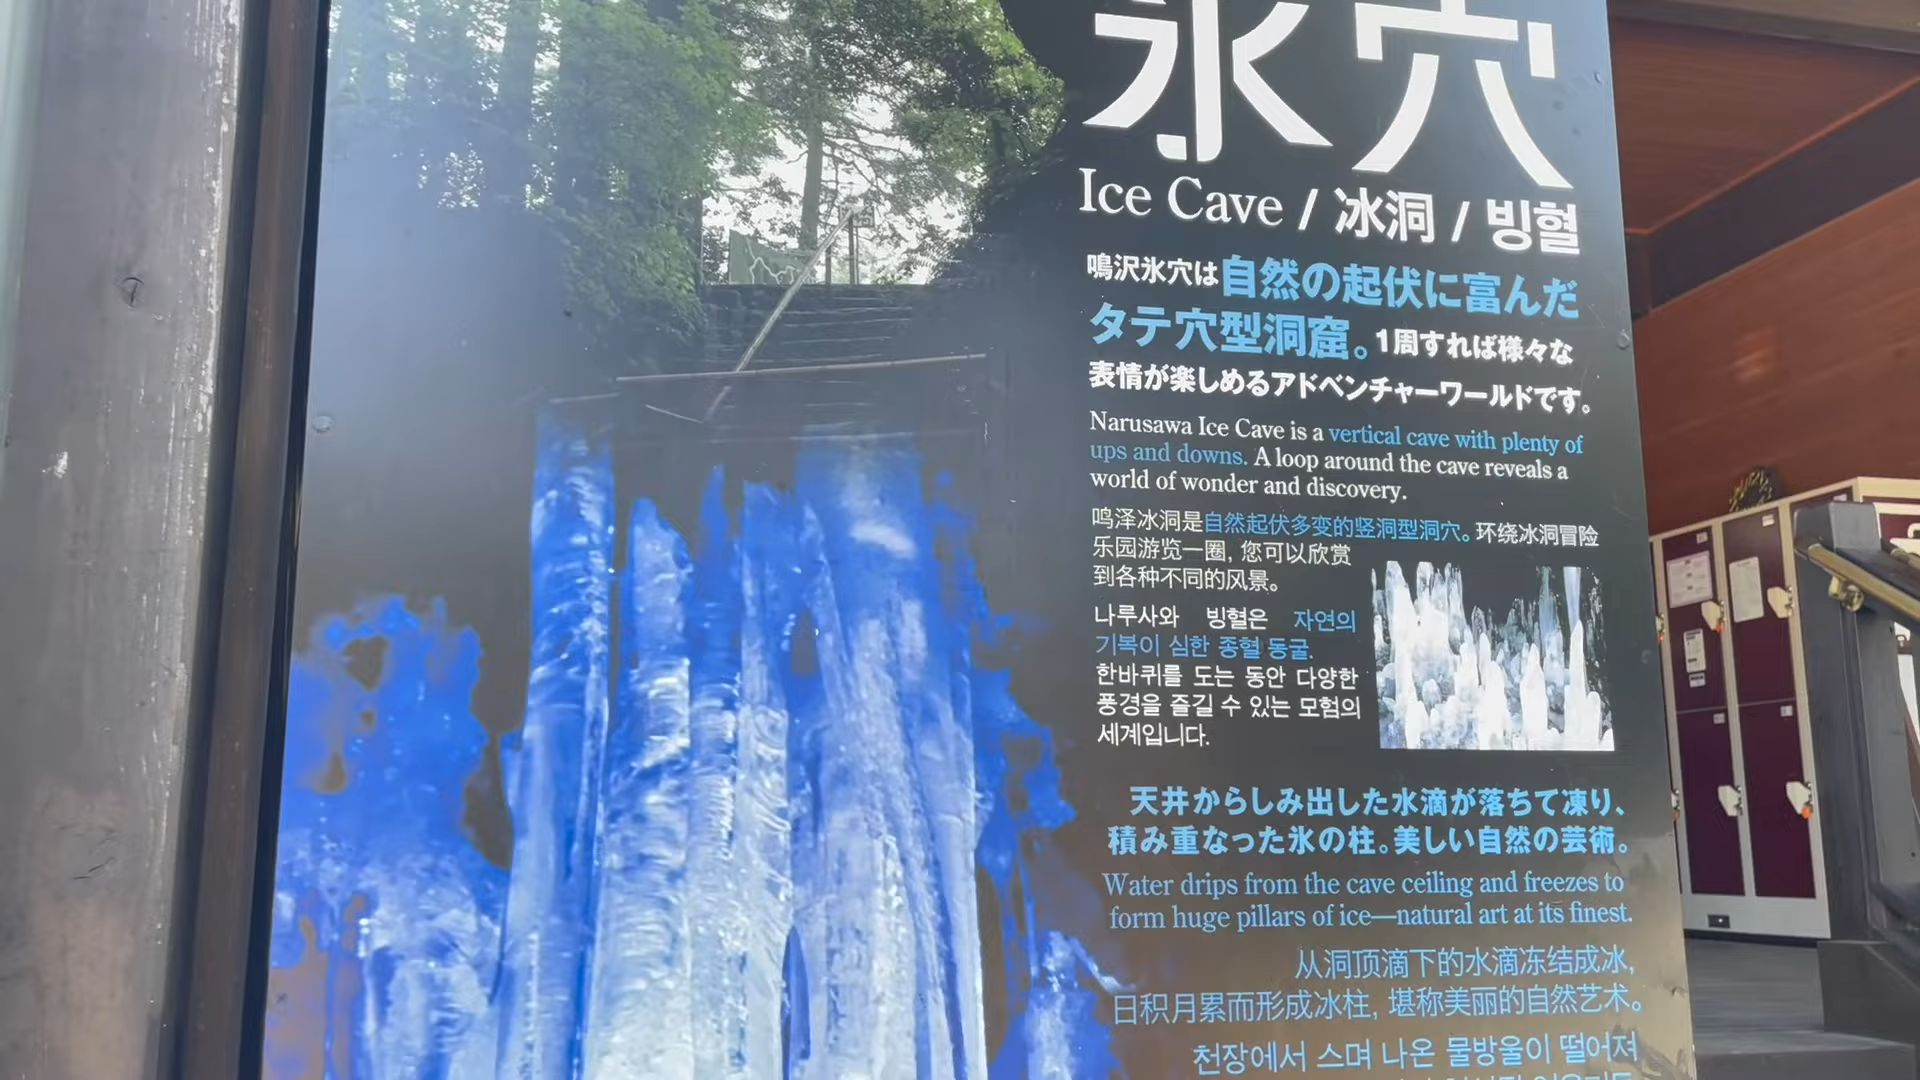 氷穴
Ice Cave / 冰洞 / 빙혈
鳴沢氷穴は自然の起伏に富んだ
タテ穴型洞窟。1周すれば様々な
表情が楽しめるアドベンチャーワールドです。
Narusawa Ice Cave is a vertical cave with plenty of
ups and downs. A loop around the cave reveals a
world of wonder and discovery.
鸣泽冰洞是自然起伏多变的竖洞型洞穴。环绕冰洞冒险
乐园游览一圈, 您可以欣赏
到各种不同的风景。
나루사와 빙혈은 자연의
기복이 심한 종혈 동굴.
한바퀴를 도는 동안 다양한
풍경을 즐길 수 있는 모험의
세계입니다.
天井からしみ出した水滴が落ちて凍り、
積み重なった氷の柱。美しい自然の芸術。
Water drips from the cave ceiling and freezes to
form huge pillars of ice—natural art at its finest.
从洞顶滴下的水滴冻结成冰,
日积月累而形成冰柱, 堪称美丽的自然艺术。
천장에서 스며 나온 물방울이 떨어져